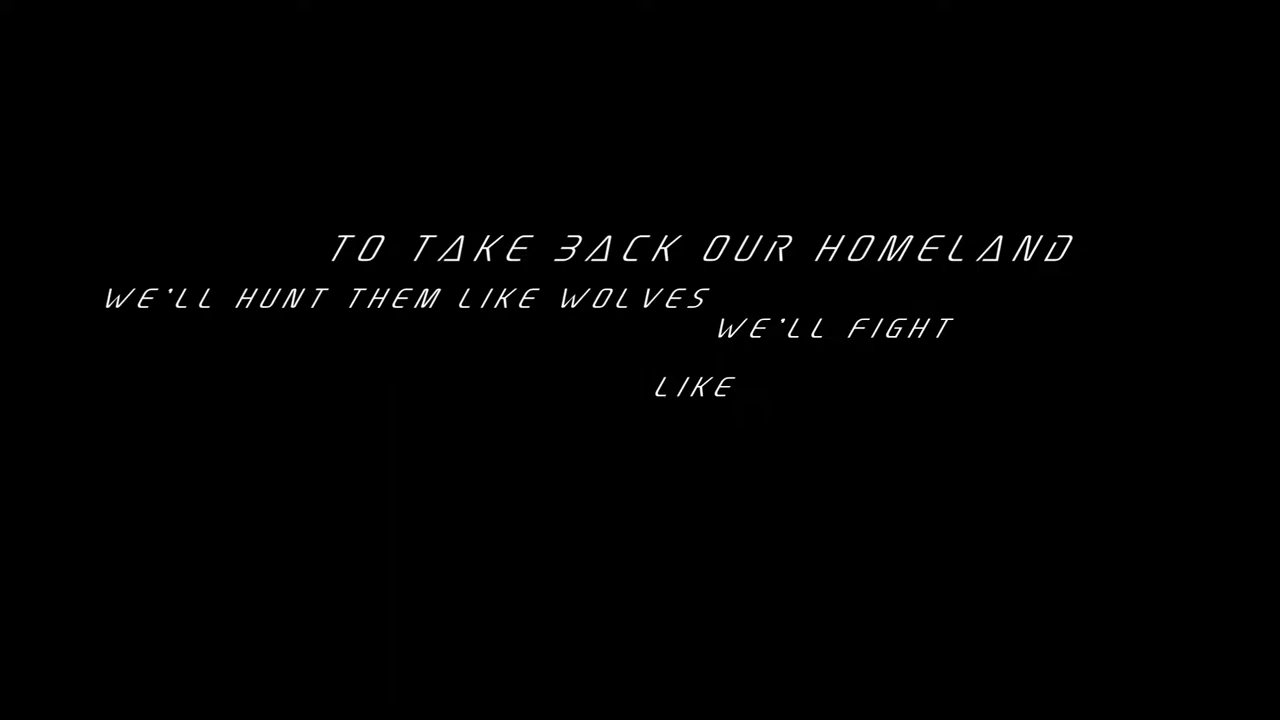 TO TAKE BACK OUR HOMELAND
WE'LL HUNT THEM LIKE WOLVES
WE'LL FIGHT
LIKE